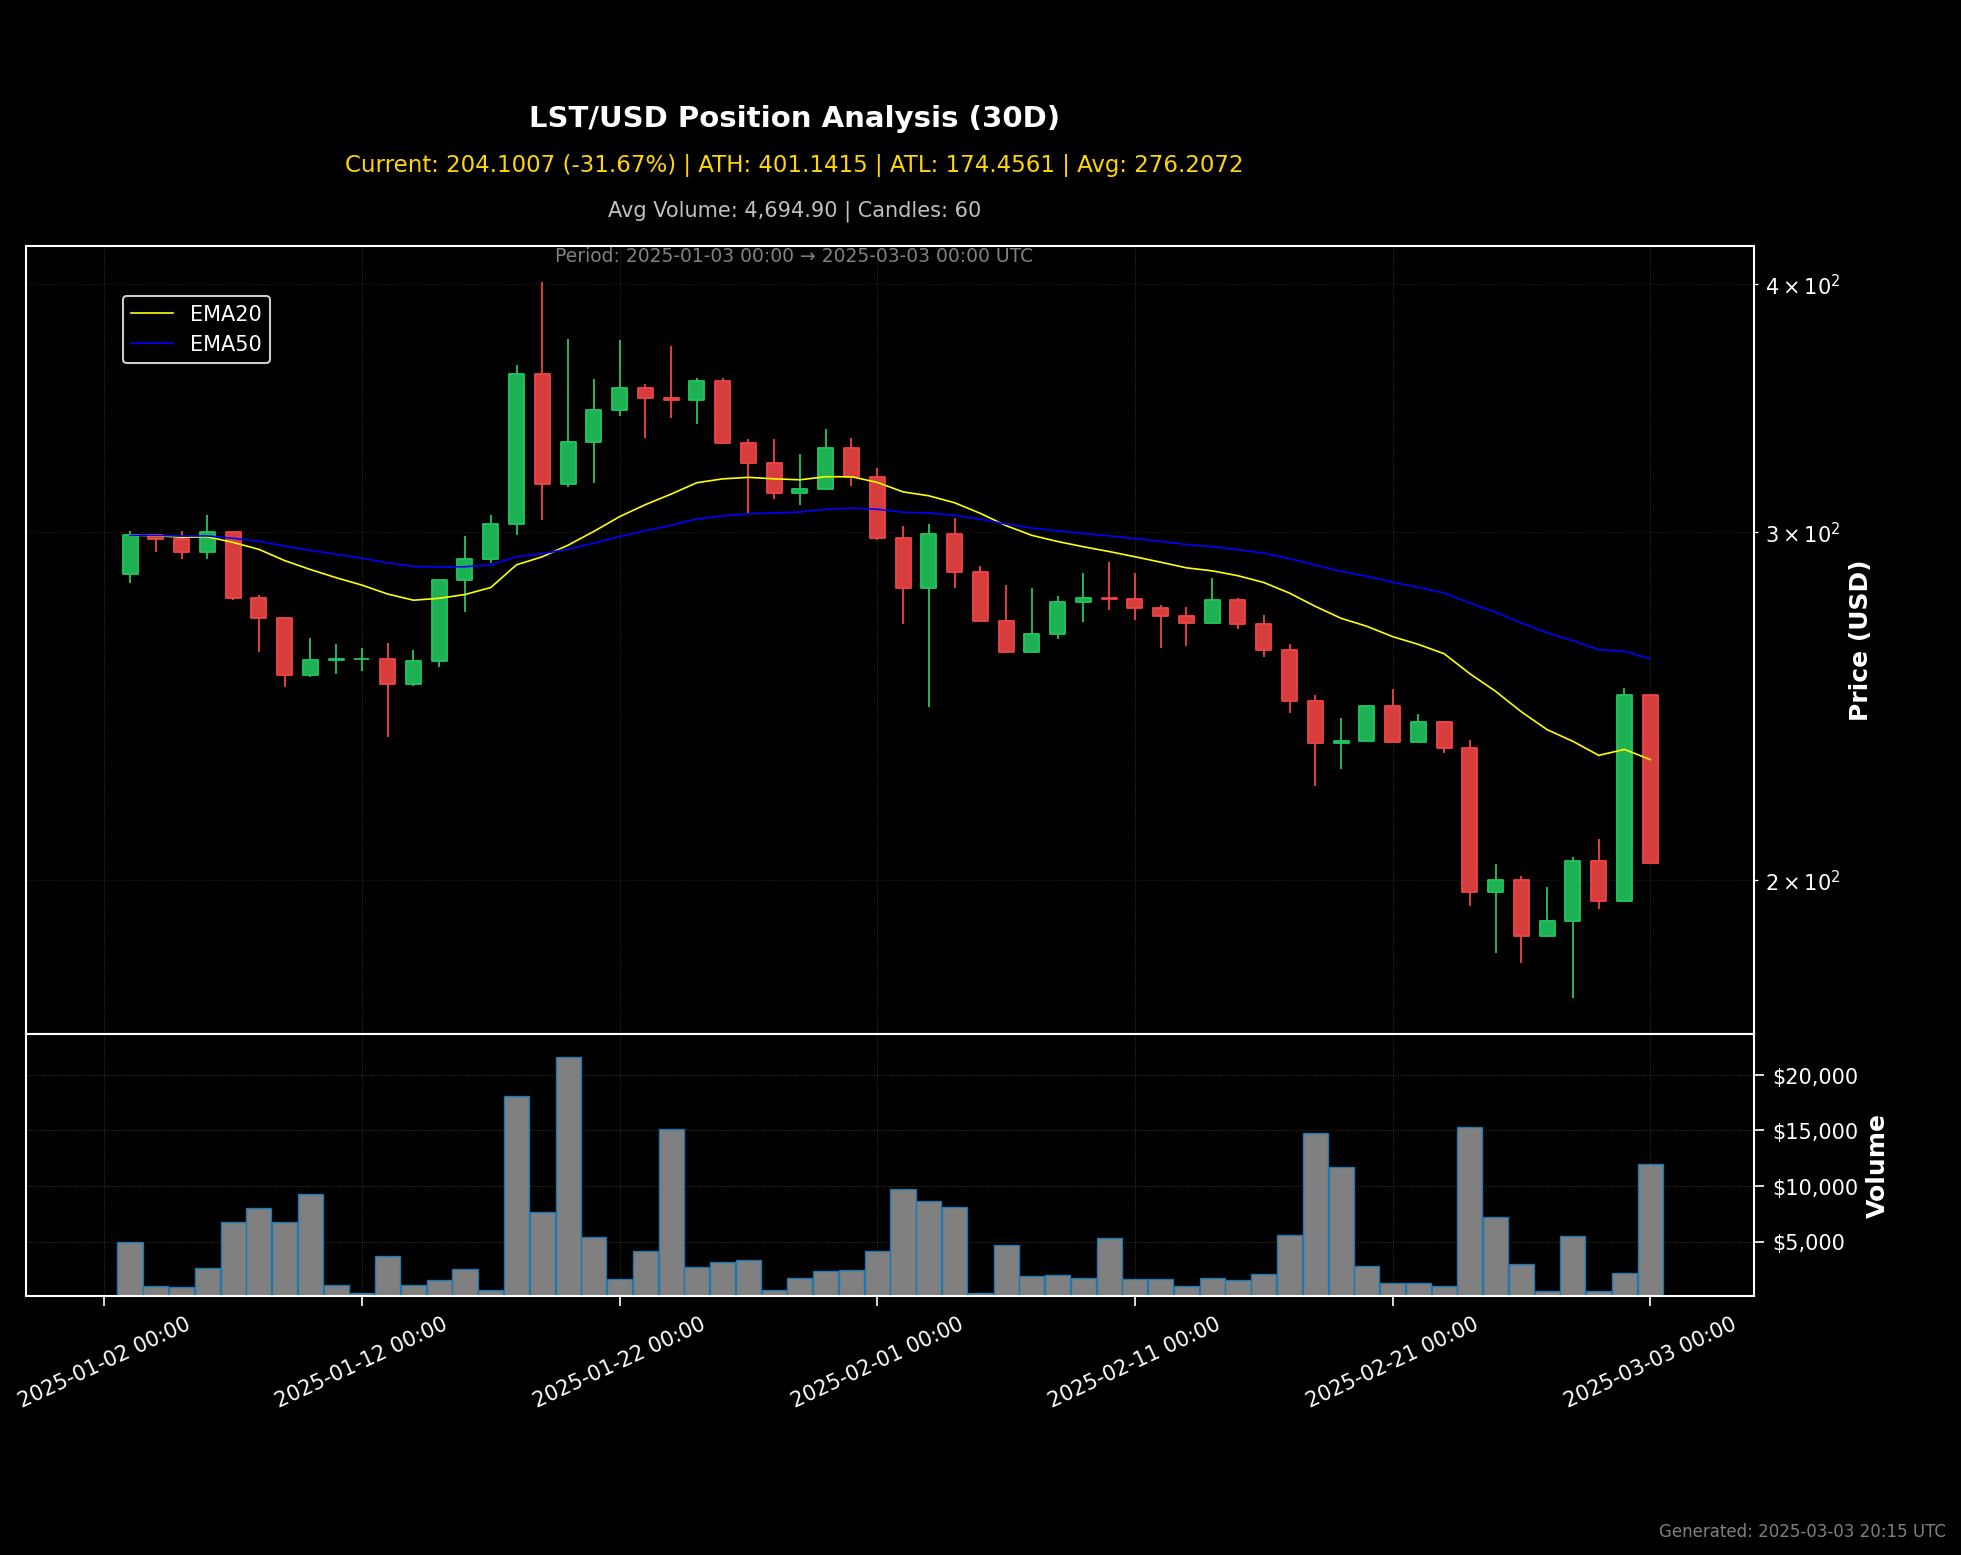 LST/USD Position Analysis (30D)
Current: 204.1007 (-31.67%) | ATH: 401.1415 | ATL: 174.4561 | Avg: 276.2072
Avg Volume: 4,694.90 | Candles: 60
Period: 2025-01-03 00:00 → 2025-03-03 00:00 UTC
EMA20
EMA50
4 × 10²
3 × 10²
2 × 10²
Price (USD)
$20,000
$15,000
$10,000
$5,000
Volume
2025-01-02 00:00
2025-01-12 00:00
2025-01-22 00:00
2025-02-01 00:00
2025-02-11 00:00
2025-02-21 00:00
2025-03-03 00:00
Generated: 2025-03-03 20:15 UTC